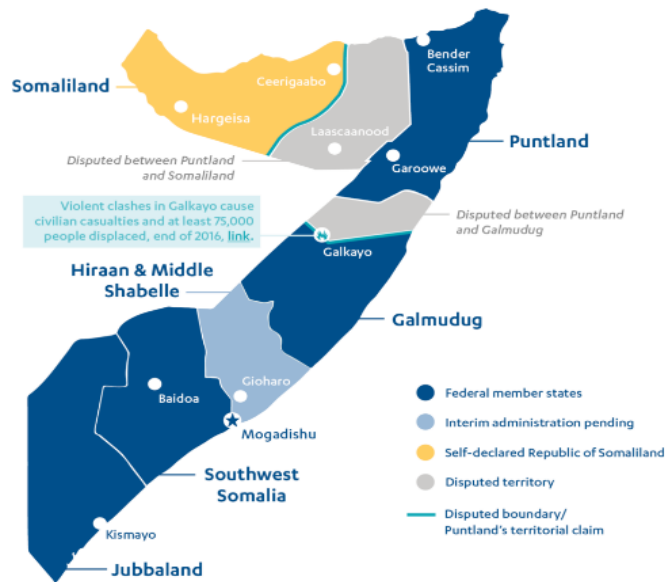 Bender
Cassim
Ceerigaabo
Somaliland
Hargeisa
Laascaanood
Puntland
Disputed between Puntland
and Somaliland
Garoowe
Violent clashes in Galkayo cause
civilian casualties and at least 75,000
people displaced, end of 2016, link.
Disputed between Puntland
and Galmudug
Galkayo
Hiraan & Middle
Shabelle
Galmudug
Gioharo
Baidoa
Mogadishu
Federal member states
Interim administration pending
Self-declared Republic of Somaliland
Disputed territory
Disputed boundary/
Puntland's territorial claim
Southwest
Somalia
Kismayo
Jubbaland